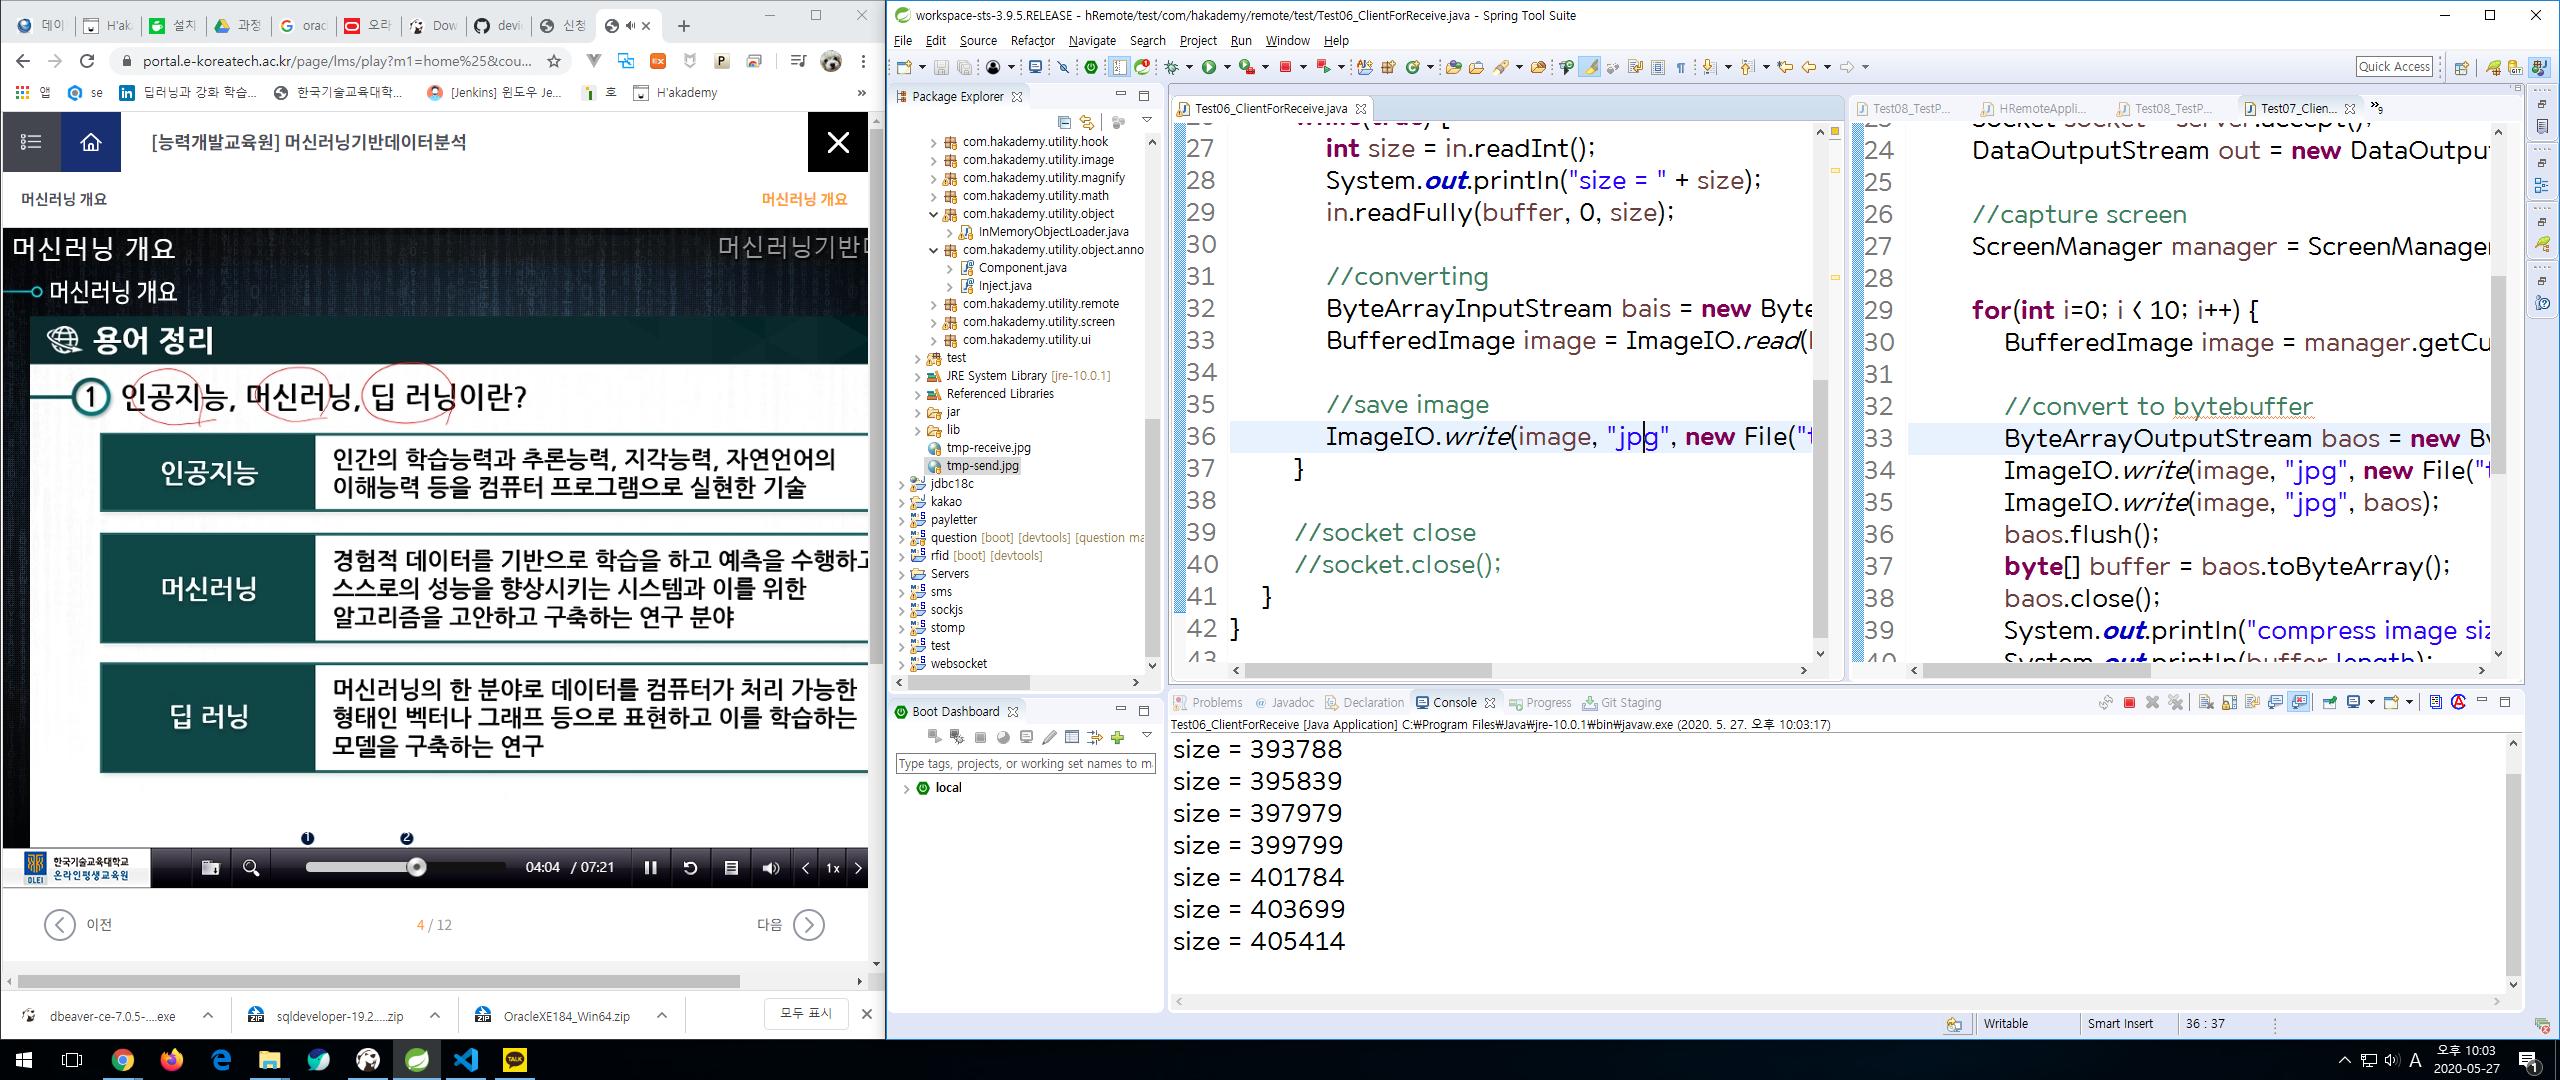 데이
H'ak
설치
과정
orac
오라
Dow
devi
신청
portal.e-koreatech.ac.kr/page/lms/play?m1=home%25&cou...
앱
se
딥러닝과 강화 학습...
한국기술교육대학...
[Jenkins] 윈도우 Je...
호
H'akademy
»
[능력개발교육원] 머신러닝기반데이터분석
머신러닝 개요
머신러닝 개요
머신러닝 개요
머신러닝기반
머신러닝 개요
용어 정리
1 인공지능, 머신러닝, 딥 러닝이란?
인공지능
인간의 학습능력과 추론능력, 지각능력, 자연언어의
이해능력 등을 컴퓨터 프로그램으로 실현한 기술
머신러닝
경험적 데이터를 기반으로 학습을 하고 예측을 수행하고
스스로의 성능을 향상시키는 시스템과 이를 위한
알고리즘을 고안하고 구축하는 연구 분야
딥 러닝
머신러닝의 한 분야로 데이터를 컴퓨터가 처리 가능한
형태인 벡터나 그래프 등으로 표현하고 이를 학습하는
모델을 구축하는 연구
1
2
OLEI
한국기술교육대학교
온라인평생교육원
04:04 / 07:21
1x
이전
4 / 12
다음
dbeaver-ce-7.0.5-....exe
sqldeveloper-19.2.....zip
OracleXE184_Win64.zip
모두 표시
workspace-sts-3.9.5.RELEASE - hRemote/test/com/hakademy/remote/test/Test06_ClientForReceive.java - Spring Tool Suite
File Edit Source Refactor Navigate Search Project Run Window Help
Quick Access
Package Explorer
com.hakademy.utility.hook
com.hakademy.utility.image
com.hakademy.utility.magnify
com.hakademy.utility.math
com.hakademy.utility.object
InMemoryObjectLoader.java
com.hakademy.utility.object.anno
Component.java
Inject.java
com.hakademy.utility.remote
com.hakademy.utility.screen
com.hakademy.utility.ui
test
JRE System Library [jre-10.0.1]
Referenced Libraries
jar
lib
tmp-receive.jpg
tmp-send.jpg
jdbc18c
kakao
payletter
question [boot] [devtools] [question ma
rfid [boot] [devtools]
Servers
sms
sockjs
stomp
test
websocket
Boot Dashboard
Type tags, projects, or working set names to m
local
Test06_ClientForReceive.java
while(true) {
27 int size = in.readInt();
28 System.out.println("size = " + size);
29 in.readFully(buffer, 0, size);
30
31 //converting
32 ByteArrayInputStream bais = new Byte
33 BufferedImage image = ImageIO.read(
34
35 //save image
36 ImageIO.write(image, "jpg", new File("t
37 }
38
39 //socket close
40 //socket.close();
41 }
42 }
43
Test08_TestP...
HRemoteAppli...
Test08_TestP...
Test07_Clien...
»9
Socket socket = server.accept();
24 DataOutputStream out = new DataOutpu
25
26 //capture screen
27 ScreenManager manager = ScreenManage
28
29 for(int i=0; i < 10; i++) {
30 BufferedImage image = manager.getCu
31
32 //convert to bytebuffer
33 ByteArrayOutputStream baos = new By
34 ImageIO.write(image, "jpg", new File("t
35 ImageIO.write(image, "jpg", baos);
36 baos.flush();
37 byte[] buffer = baos.toByteArray();
38 baos.close();
39 System.out.println("compress image siz
40 System.out.println(buffer.length);
Problems
@ Javadoc
Declaration
Console
Progress
Git Staging
Test06_ClientForReceive [Java Application] C:₩Program Files₩Java₩jre-10.0.1₩bin₩javaw.exe (2020. 5. 27. 오후 10:03:17)
size = 393788
size = 395839
size = 397979
size = 399799
size = 401784
size = 403699
size = 405414
Writable
Smart Insert
36 : 37
TALK
A
오후 10:03
2020-05-27
1